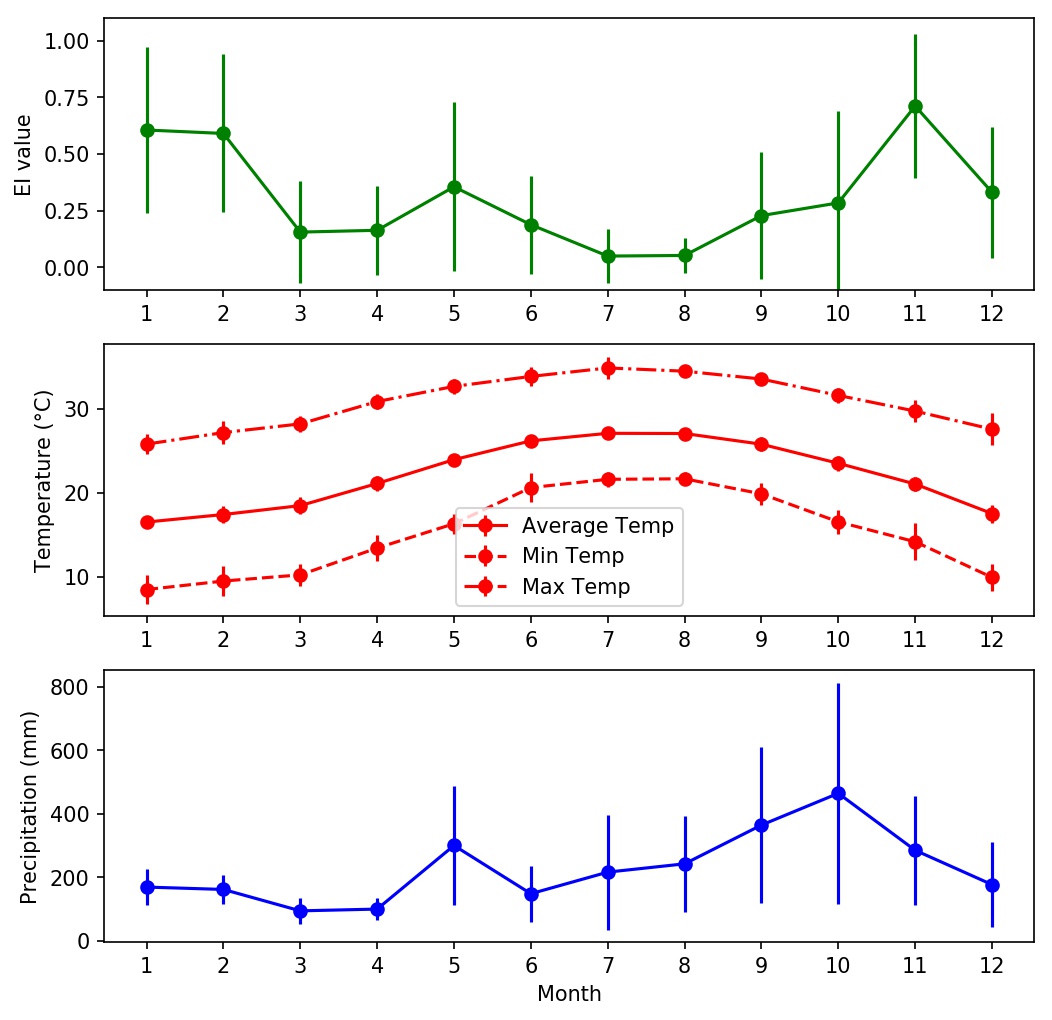 EI value
1.00
0.75
0.50
0.25
0.00
1 2 3 4 5 6 7 8 9 10 11 12
Temperature (°C)
30
20
10
Average Temp
Min Temp
Max Temp
1 2 3 4 5 6 7 8 9 10 11 12
Precipitation (mm)
800
600
400
200
0
1 2 3 4 5 6 7 8 9 10 11 12
Month